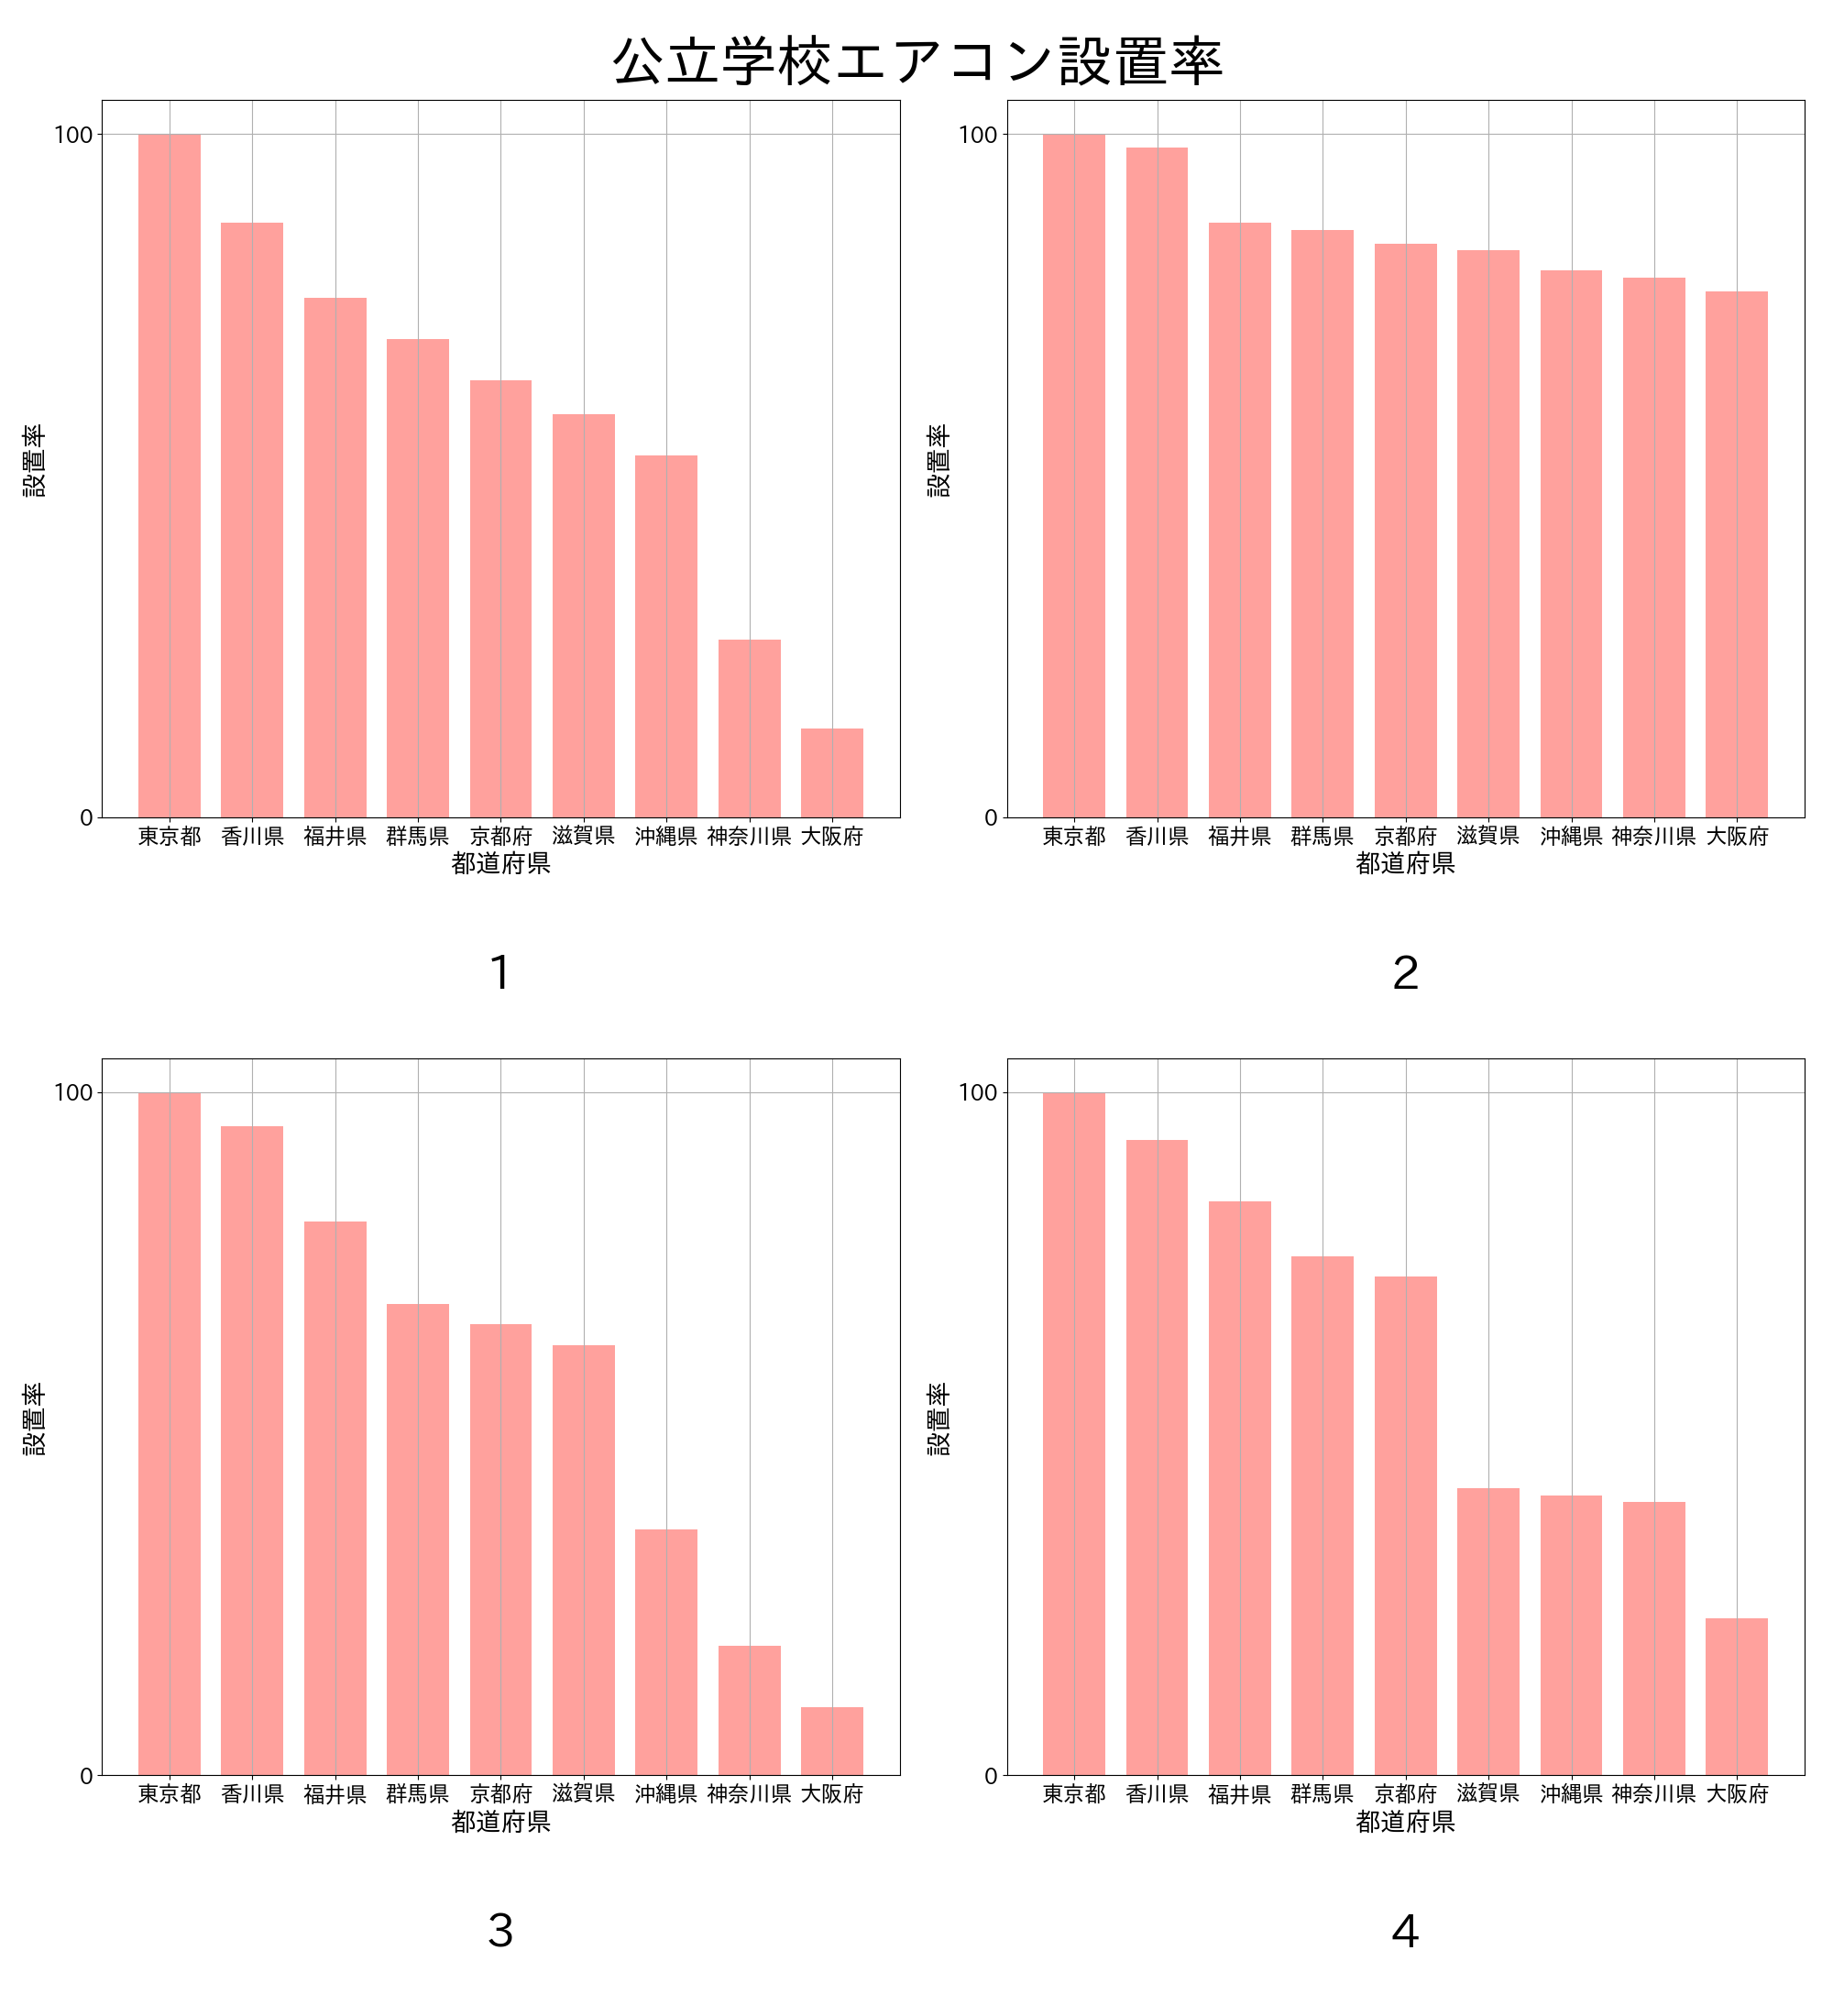 公立学校エアコン設置率
100
0
設置率
東京都 香川県 福井県 群馬県 京都府 滋賀県 沖縄県 神奈川県 大阪府
都道府県
1
100
0
設置率
東京都 香川県 福井県 群馬県 京都府 滋賀県 沖縄県 神奈川県 大阪府
都道府県
2
100
0
設置率
東京都 香川県 福井県 群馬県 京都府 滋賀県 沖縄県 神奈川県 大阪府
都道府県
3
100
0
設置率
東京都 香川県 福井県 群馬県 京都府 滋賀県 沖縄県 神奈川県 大阪府
都道府県
4